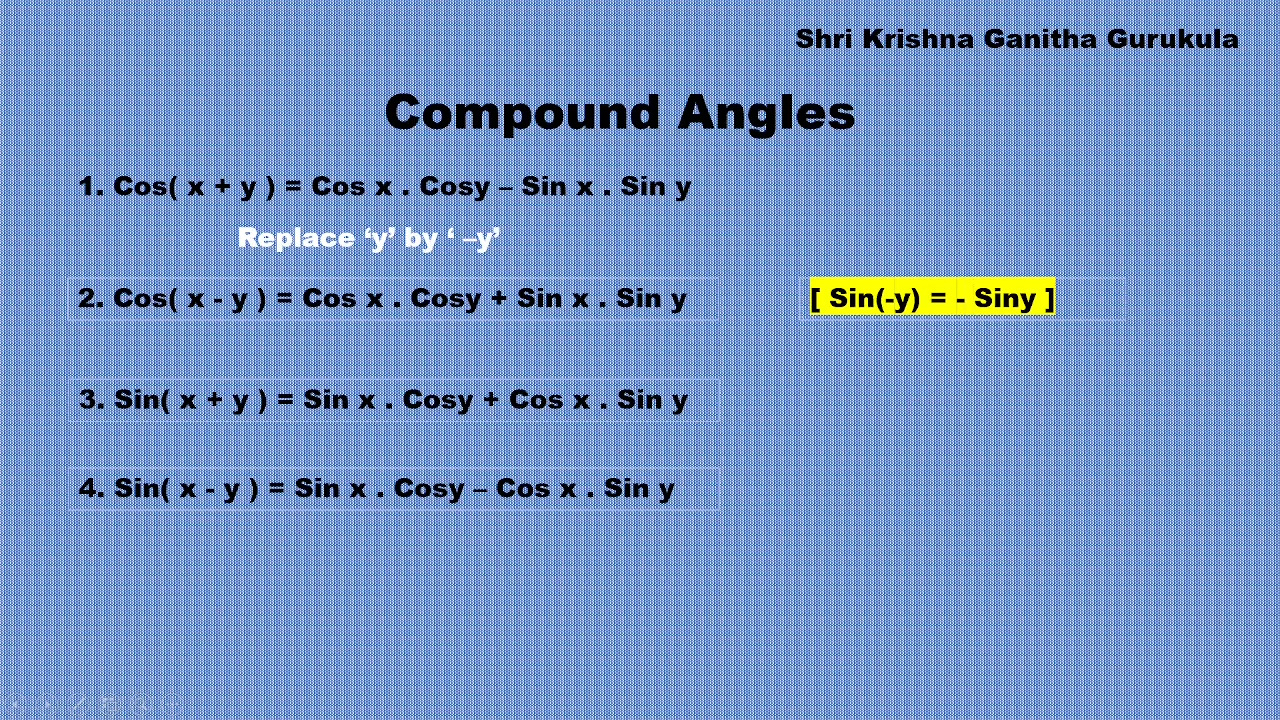 Shri Krishna Ganitha Gurukula
Compound Angles
1. Cos( x + y ) = Cos x . Cosy – Sin x . Sin y
Replace ‘y’ by ‘ –y’
2. Cos( x - y ) = Cos x . Cosy + Sin x . Sin y [ Sin(-y) = - Siny ]
3. Sin( x + y ) = Sin x . Cosy + Cos x . Sin y
4. Sin( x - y ) = Sin x . Cosy – Cos x . Sin y